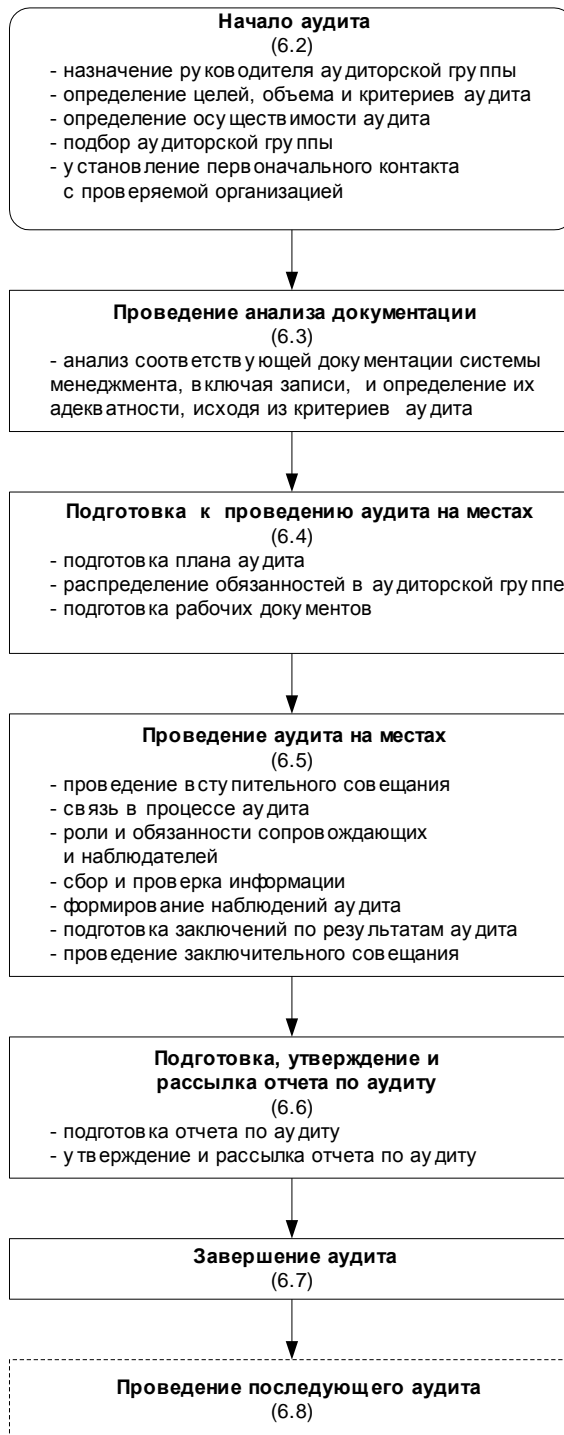 Начало аудита
(6.2)
- назначение руководителя аудиторской группы
- определение целей, объема и критериев аудита
- определение осуществимости аудита
- подбор аудиторской группы
- установление первоначального контакта
с проверяемой организацией
Проведение анализа документации
(6.3)
- анализ соответствующей документации системы
менеджмента, включая записи, и определение их
адекватности, исходя из критериев аудита
Подготовка к проведению аудита на местах
(6.4)
- подготовка плана аудита
- распределение обязанностей в аудиторской группе
- подготовка рабочих документов
Проведение аудита на местах
(6.5)
- проведение вступительного совещания
- связь в процессе аудита
- роли и обязанности сопровождающих
и наблюдателей
- сбор и проверка информации
- формирование наблюдений аудита
- подготовка заключений по результатам аудита
- проведение заключительного совещания
Подготовка, утверждение и
рассылка отчета по аудиту
(6.6)
- подготовка отчета по аудиту
- утверждение и рассылка отчета по аудиту
Завершение аудита
(6.7)
Проведение последующего аудита
(6.8)